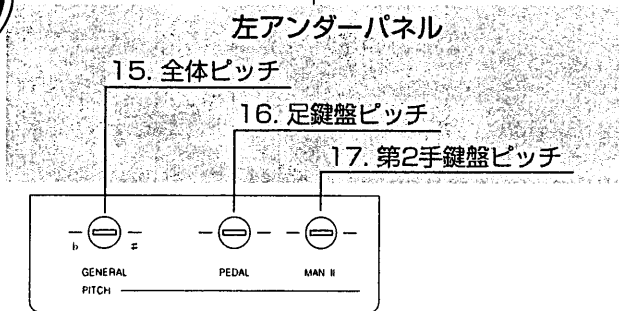 左アンダーパネル
15. 全体ピッチ
16. 足鍵盤ピッチ
17. 第2手鍵盤ピッチ
♭ ♯
GENERAL PEDAL MAN II
PITCH